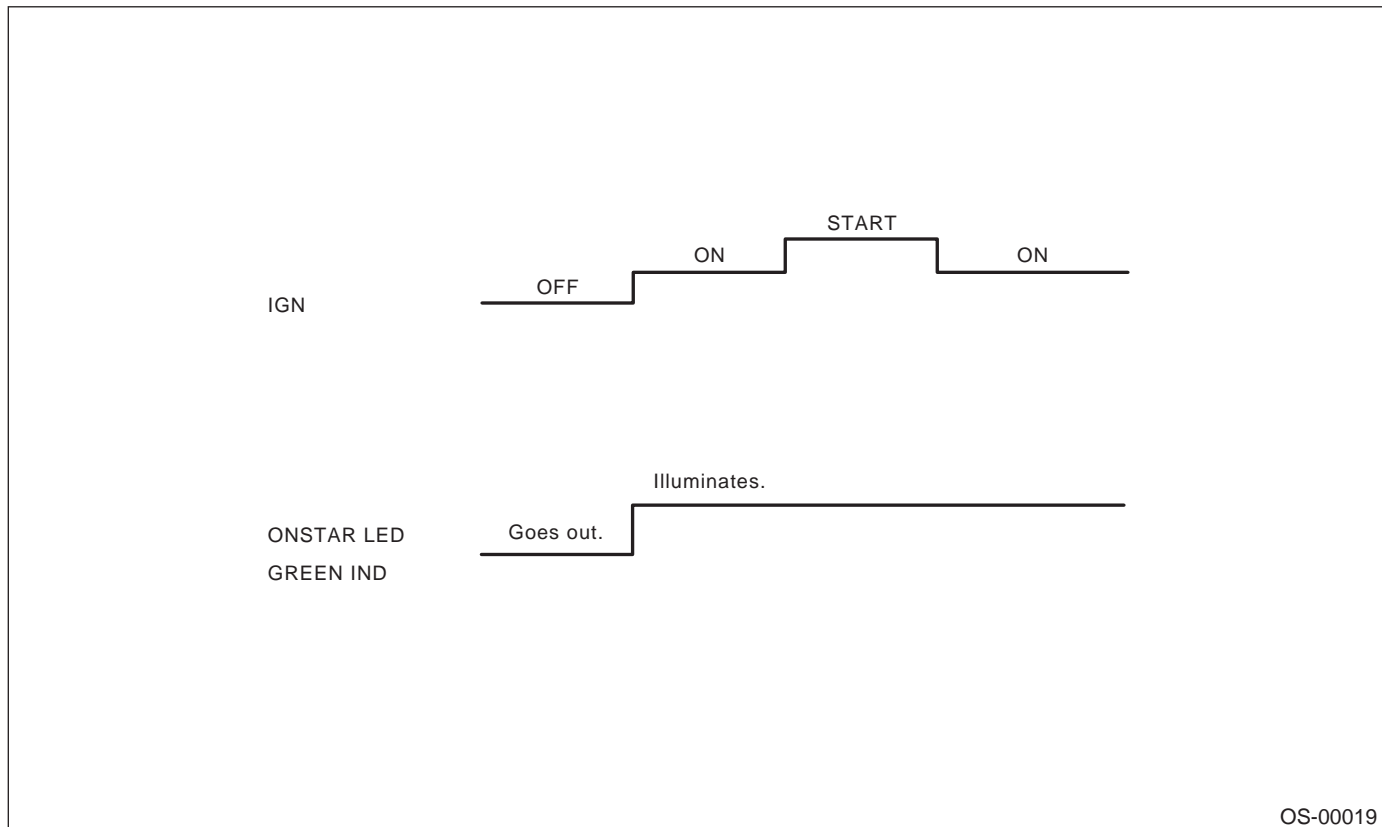 START
ON
ON
OFF
IGN
Illuminates.
ONSTAR LED
Goes out.
GREEN IND
OS-00019